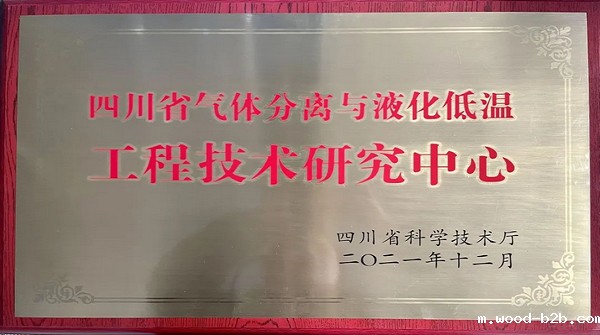 四川省气体分离与液化低温
工程技术研究中心
四川省科学技术厅
二〇二一年十二月
m.wood-b2b.com